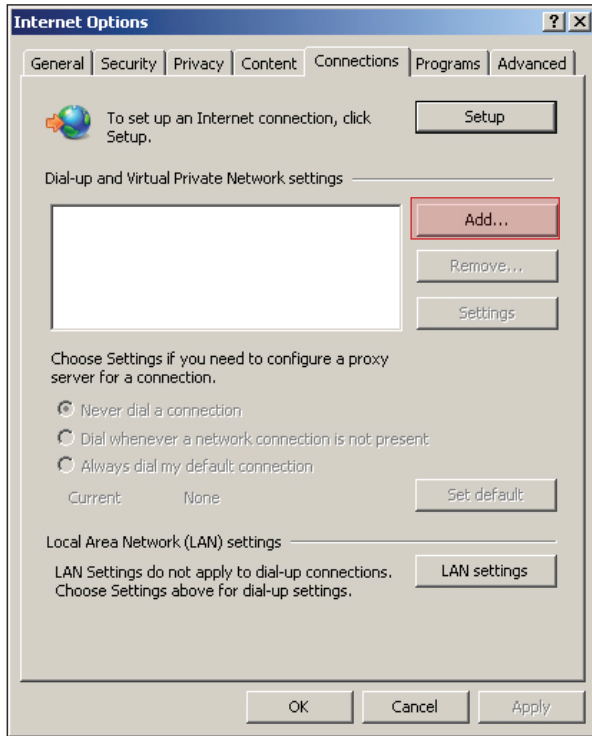 Internet Options
? X
General Security Privacy Content Connections Programs Advanced
To set up an Internet connection, click Setup.
Setup
Dial-up and Virtual Private Network settings
Add...
Remove...
Settings
Choose Settings if you need to configure a proxy
server for a connection.
Never dial a connection
Dial whenever a network connection is not present
Always dial my default connection
Current None
Set default
Local Area Network (LAN) settings
LAN Settings do not apply to dial-up connections.
Choose Settings above for dial-up settings.
LAN settings
OK Cancel Apply